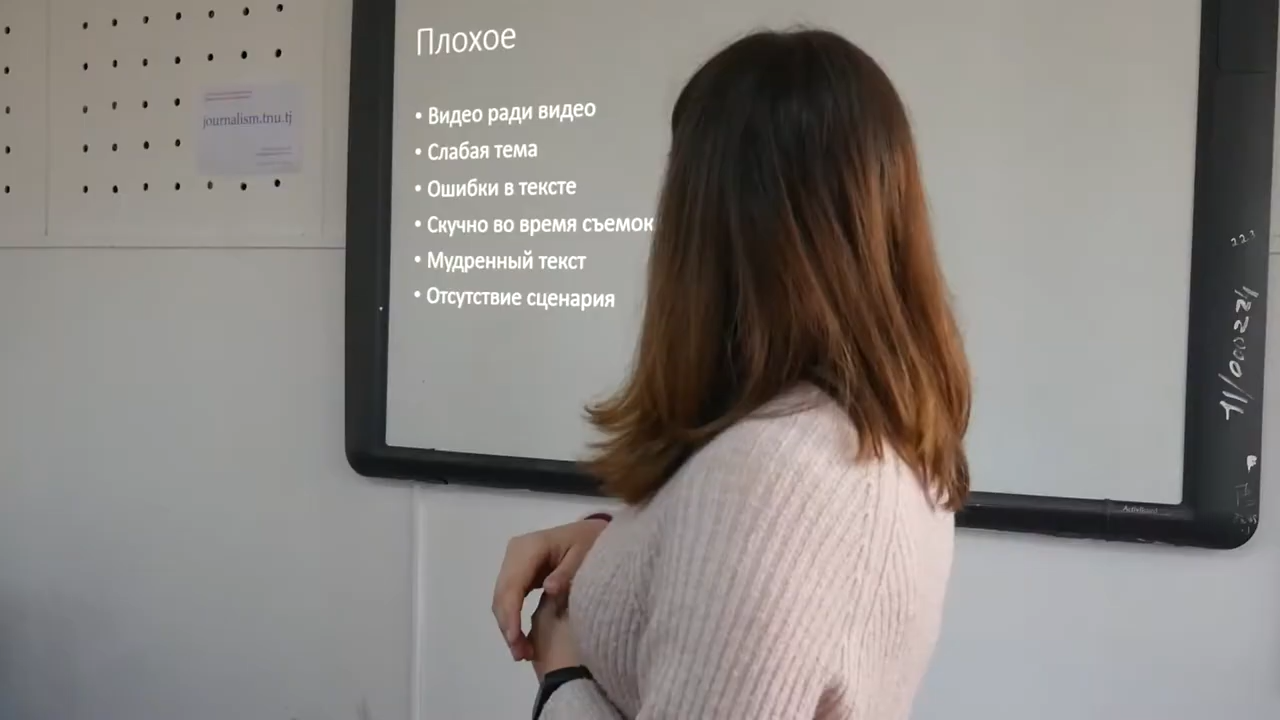 Плохое
• Видео ради видео
• Слабая тема
• Ошибки в тексте
• Скучно во время съемок
• Мудренный текст
• Отсутствие сценария
journalism.tnu.tj
ActivBoard